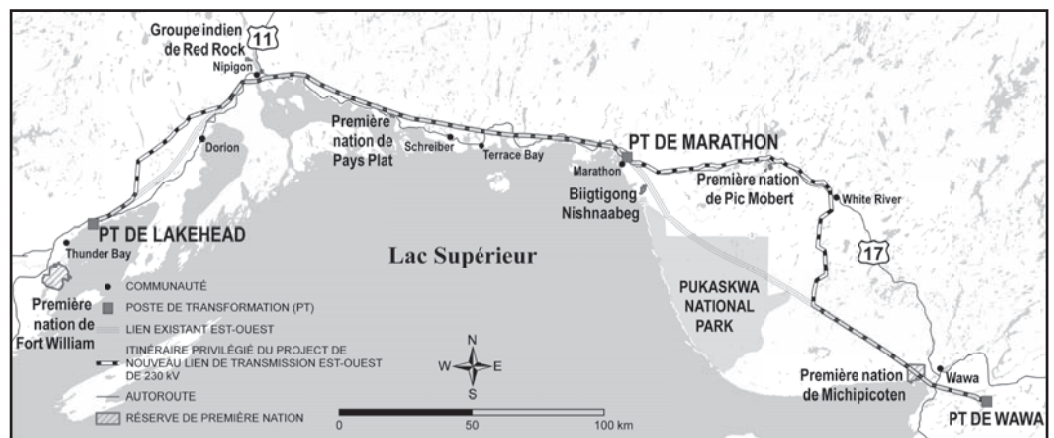 Groupe indien
de Red Rock
11
Nipigon
Dorion
Première
nation de
Pays Plat
Schreiber
Terrace Bay
PT DE MARATHON
Marathon
Biigtigong
Nishnaabeg
Première nation
de Pic Mobert
White River
17
PT DE LAKEHEAD
Thunder Bay
Lac Supérieur
PUKASKWA
NATIONAL
PARK
Première
nation de
Fort William
COMMUNAUTÉ
POSTE DE TRANSFORMATION (PT)
LIEN EXISTANT EST-OUEST
ITINÉRAIRE PRIVILÉGIÉ DU PROJECT DE
NOUVEAU LIEN DE TRANSMISSION EST-OUEST
DE 230 kV
AUTOROUTE
RÉSERVE DE PREMIÈRE NATION
N
W E
S
0 50 100 km
Première nation
de Michipicoten
Wawa
PT DE WAWA